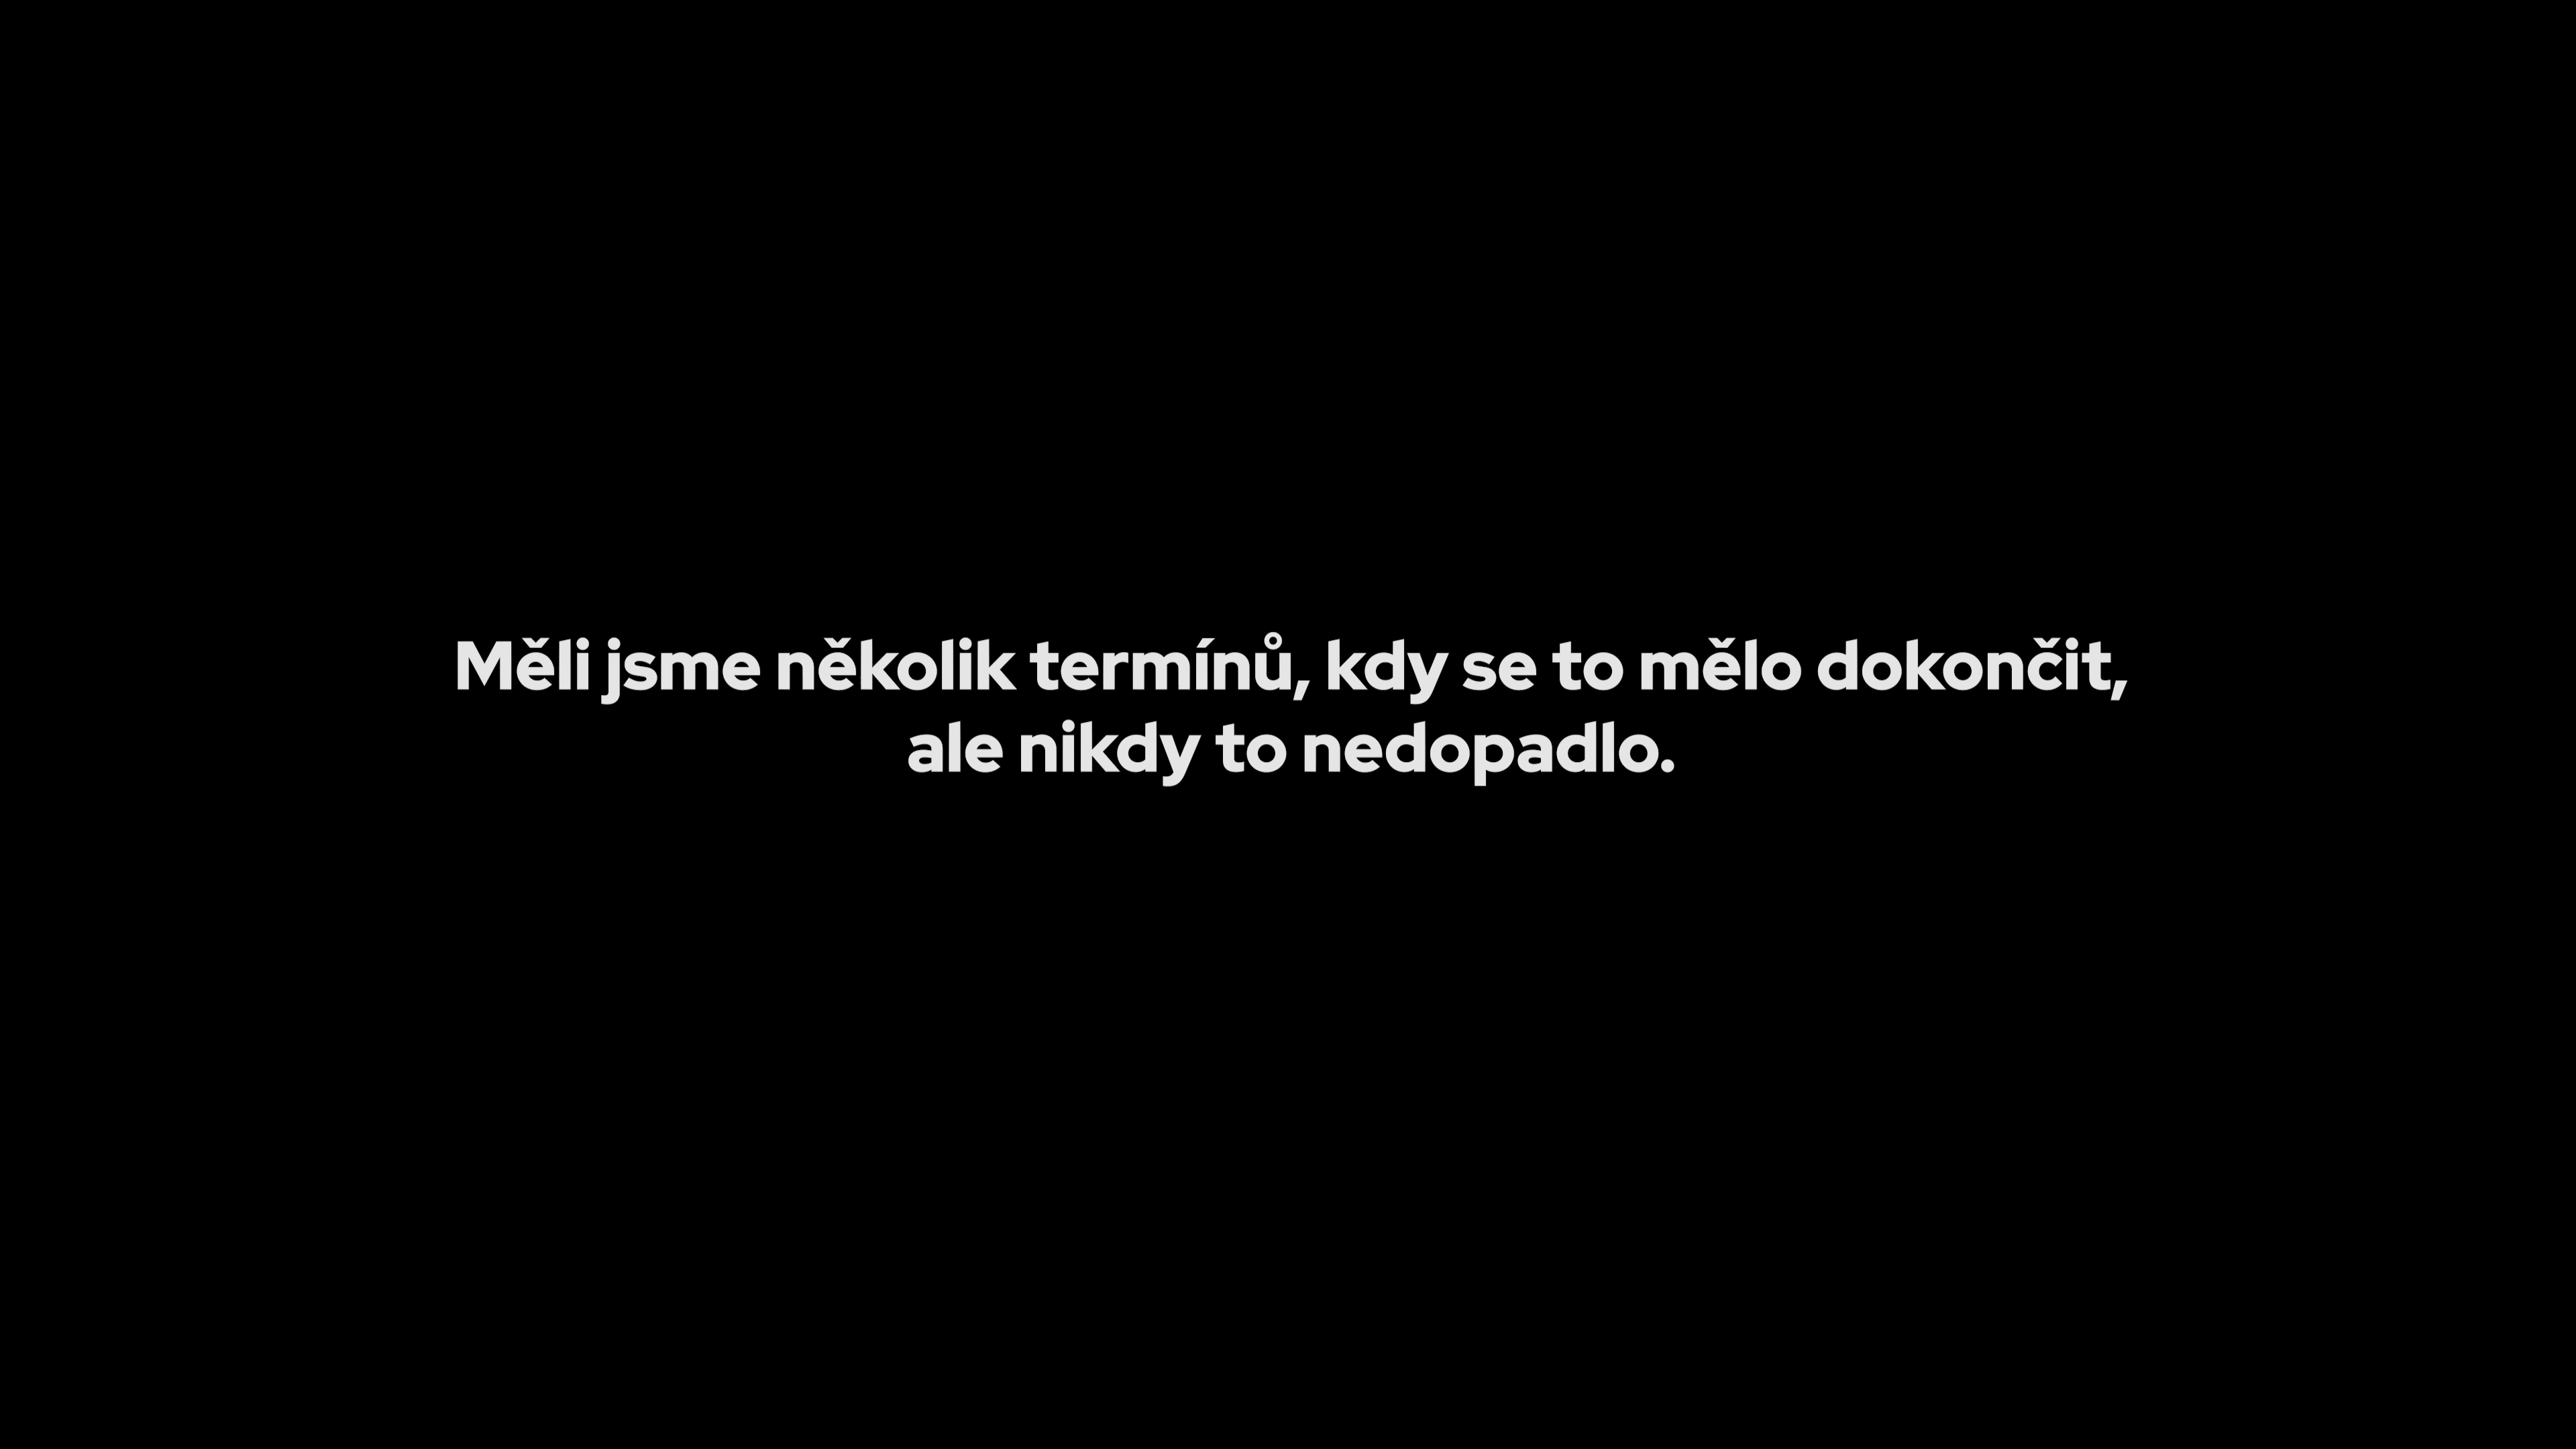 Měli jsme několik termínů, kdy se to mělo dokončit,
ale nikdy to nedopadlo.